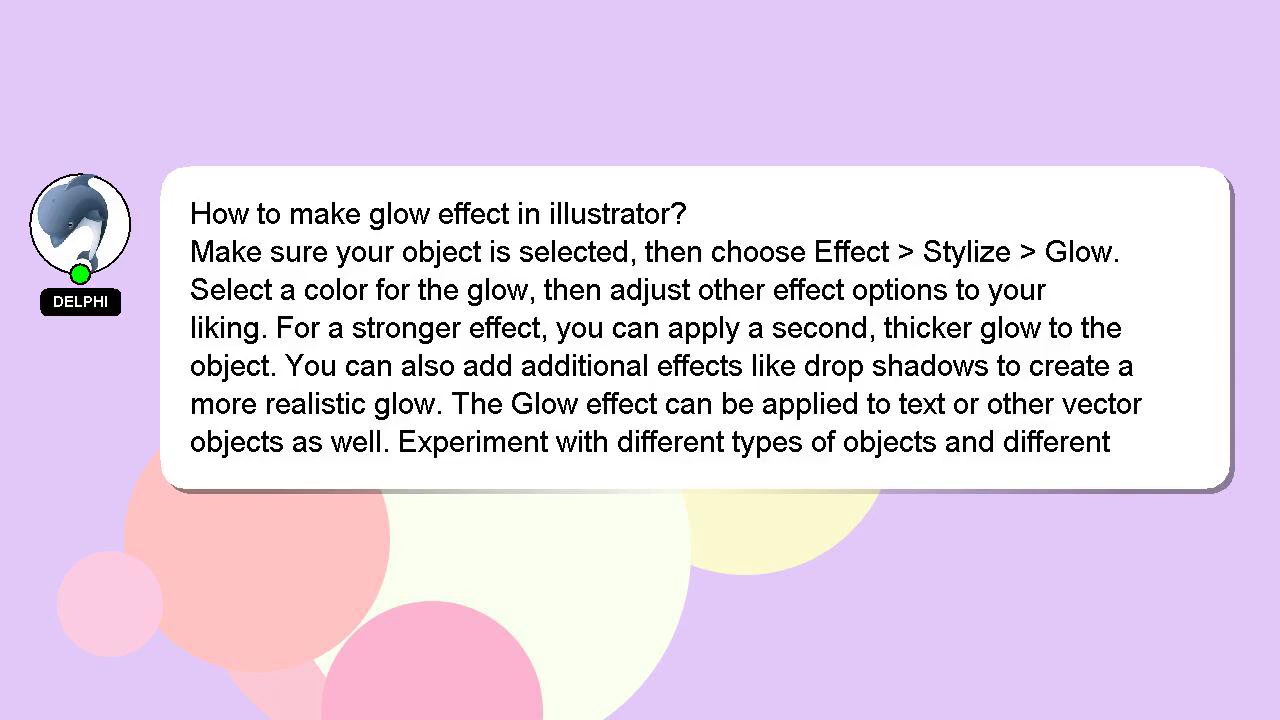 How to make glow effect in illustrator?
Make sure your object is selected, then choose Effect > Stylize > Glow.
Select a color for the glow, then adjust other effect options to your
liking. For a stronger effect, you can apply a second, thicker glow to the
object. You can also add additional effects like drop shadows to create a
more realistic glow. The Glow effect can be applied to text or other vector
objects as well. Experiment with different types of objects and different
DELPHI